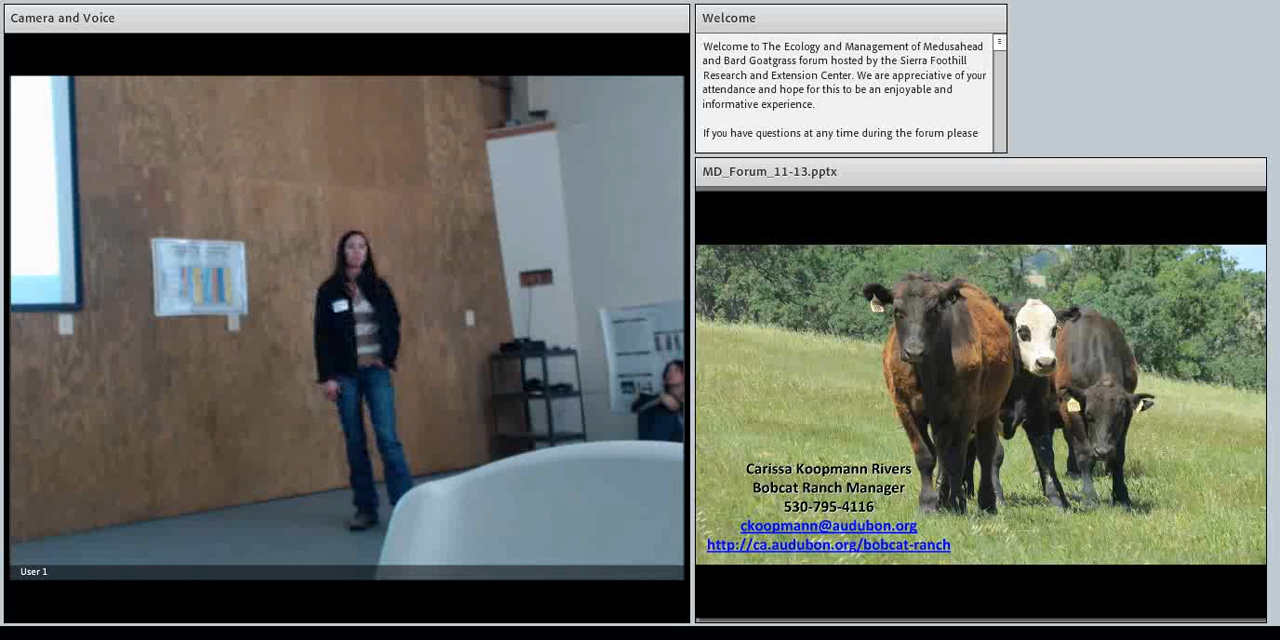 Camera and Voice
User 1
Welcome
Welcome to The Ecology and Management of Medusahead
and Bard Goatgrass forum hosted by the Sierra Foothill
Research and Extension Center. We are appreciative of your
attendance and hope for this to be an enjoyable and
informative experience.
If you have questions at any time during the forum please
MD_Forum_11-13.pptx
Carissa Koopmann Rivers
Bobcat Ranch Manager
530-795-4116
ckoopmann@audubon.org
http://ca.audubon.org/bobcat-ranch